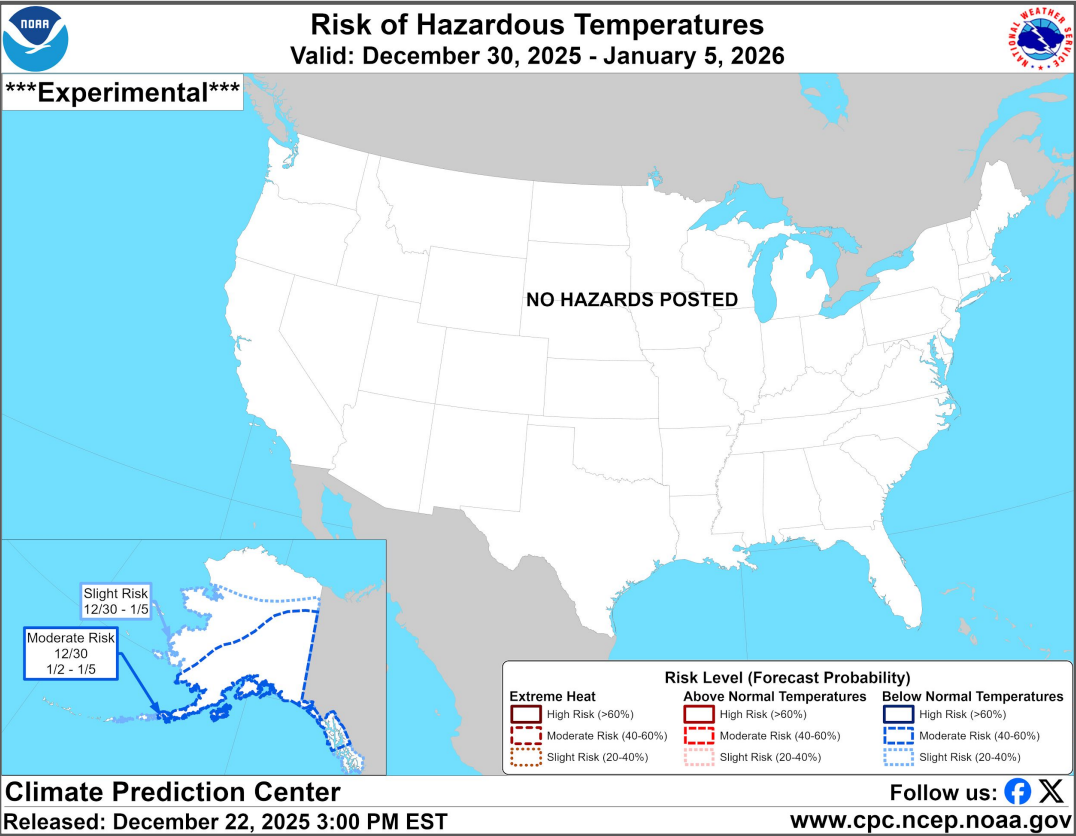 NOAA
Risk of Hazardous Temperatures
Valid: December 30, 2025 - January 5, 2026
NATIONAL WEATHER SERVICE
***Experimental***
NO HAZARDS POSTED
Slight Risk
12/30 - 1/5
Moderate Risk
12/30
1/2 - 1/5
Risk Level (Forecast Probability)
Extreme Heat
High Risk (>60%)
Moderate Risk (40-60%)
Slight Risk (20-40%)
Above Normal Temperatures
High Risk (>60%)
Moderate Risk (40-60%)
Slight Risk (20-40%)
Below Normal Temperatures
High Risk (>60%)
Moderate Risk (40-60%)
Slight Risk (20-40%)
Climate Prediction Center
Follow us:
Released: December 22, 2025 3:00 PM EST
www.cpc.ncep.noaa.gov